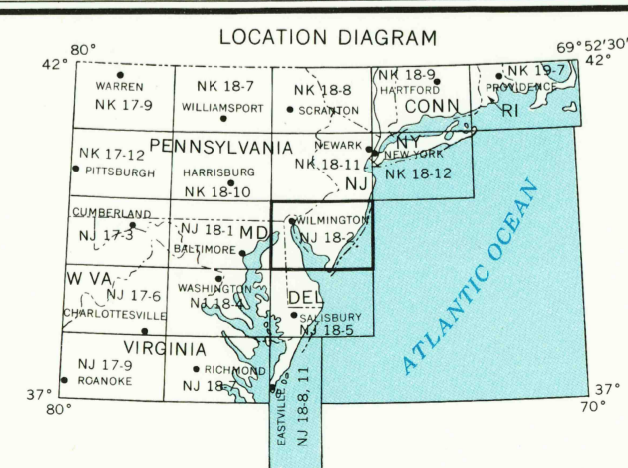 LOCATION DIAGRAM
80°
69°52'30"
42°
42°
WARREN
NK 17-9
NK 18-7
WILLIAMSPORT
NK 18-8
SCRANTON
NK 18-9
HARTFORD
CONN
NK 19-7
PROVIDENCE
RI
NK 17-12
PITTSBURGH
PENNSYLVANIA
HARRISBURG
NK 18-10
NEWARK
NK 18-11
NJ
NY
NEW YORK
NK 18-12
CUMBERLAND
NJ 17-3
NJ 18-1
MD
BALTIMORE
WILMINGTON
NJ 18-2
ATLANTIC OCEAN
W VA
NJ 17-6
CHARLOTTESVILLE
WASHINGTON
NJ 18-4
DEL
SALISBURY
NJ 18-5
VIRGINIA
NJ 17-9
ROANOKE
RICHMOND
NJ 18-7
EASTVILLE
NJ 18-8, 11
37°
37°
80°
70°